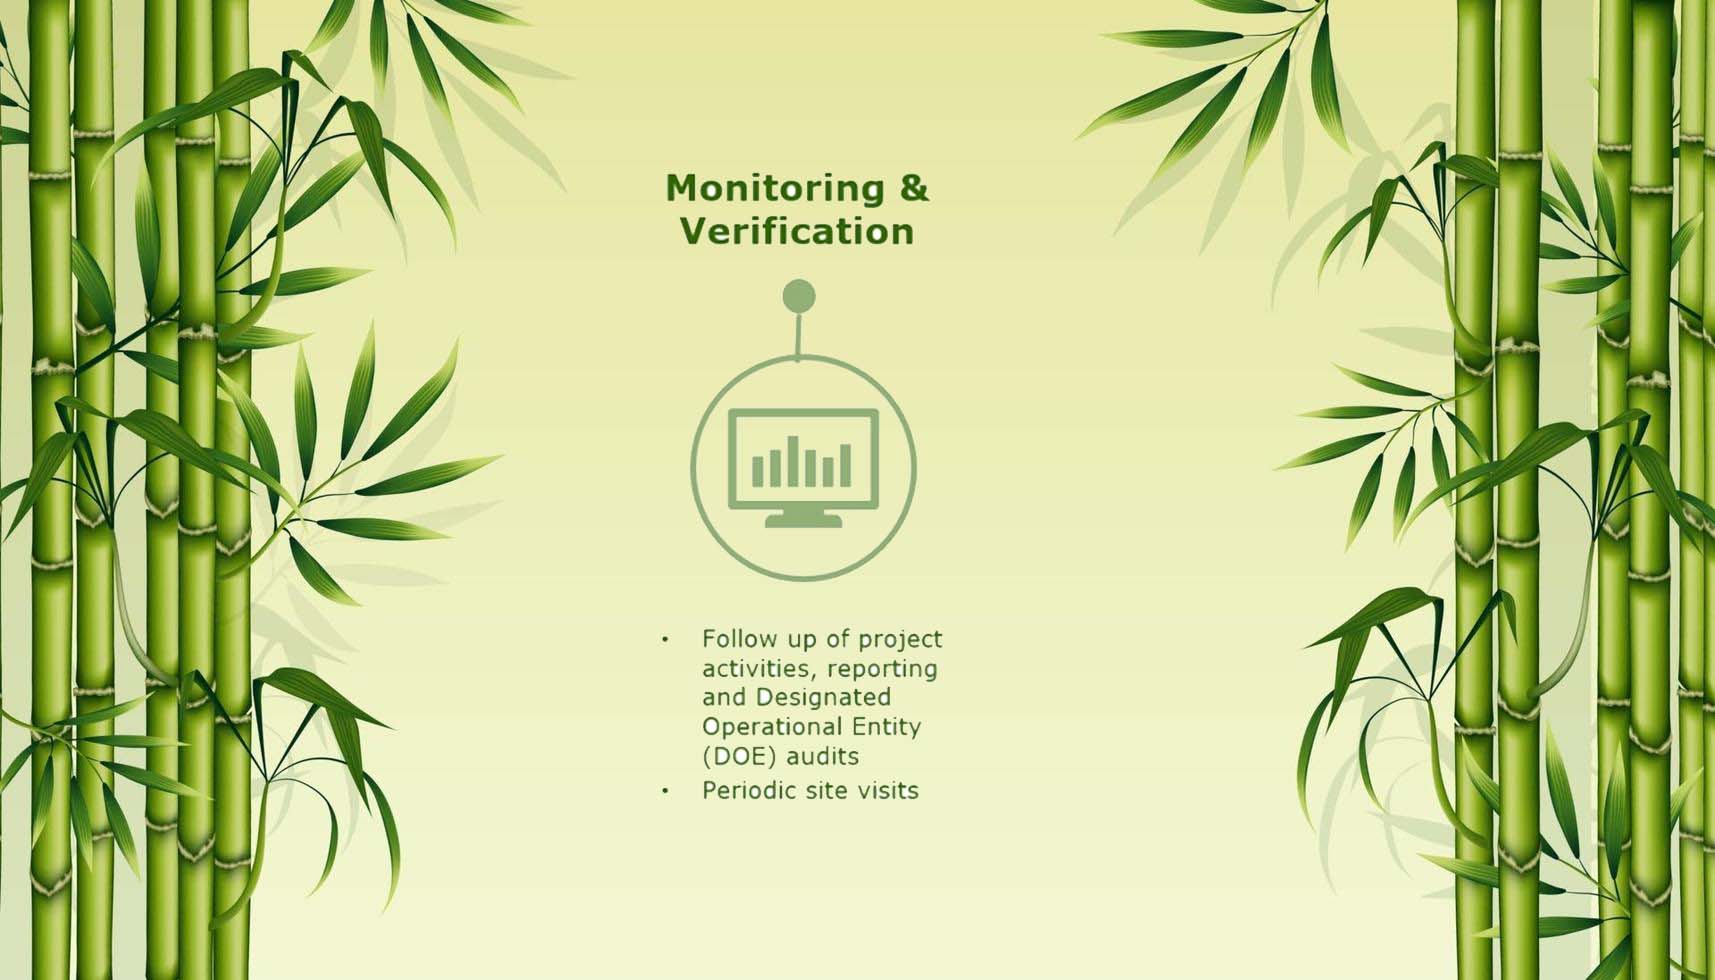 Monitoring &
Verification
• Follow up of project
activities, reporting
and Designated
Operational Entity
(DOE) audits
• Periodic site visits